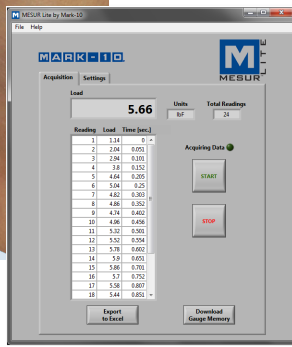 MESUR Lite by Mark-10
File Help
MARK-10
M
MESUR
LITE
Acquisition Settings
Load
5.66
Units
lbF
Total Readings
24
Reading Load Time [sec.]
1 1.14 0
2 2.04 0.051
3 2.94 0.101
4 3.8 0.152
5 4.64 0.205
6 5.04 0.25
7 4.82 0.303
8 4.86 0.352
9 4.74 0.402
10 4.96 0.456
11 5.32 0.501
12 5.52 0.554
13 5.78 0.602
14 5.9 0.651
15 5.86 0.701
16 5.7 0.752
17 5.58 0.807
18 5.44 0.851
Acquiring Data
START
STOP
Export
to Excel
Download
Gauge Memory